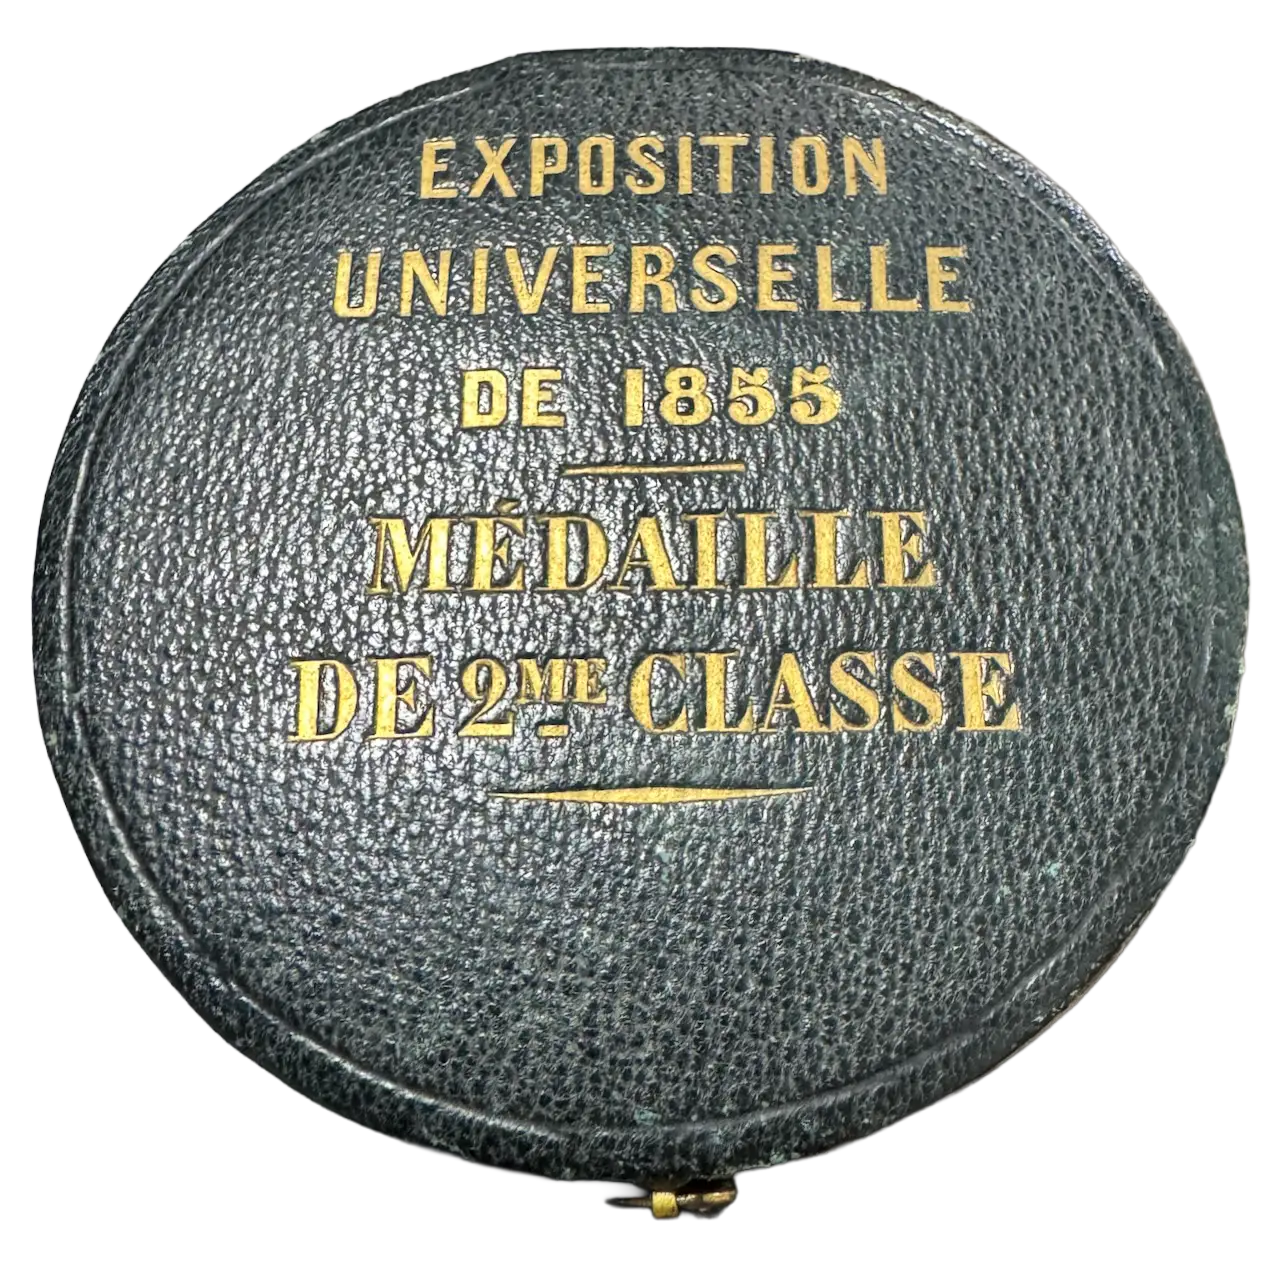 EXPOSITION
UNIVERSELLE
DE 1855
MÉDAILLE
DE 2ME CLASSE